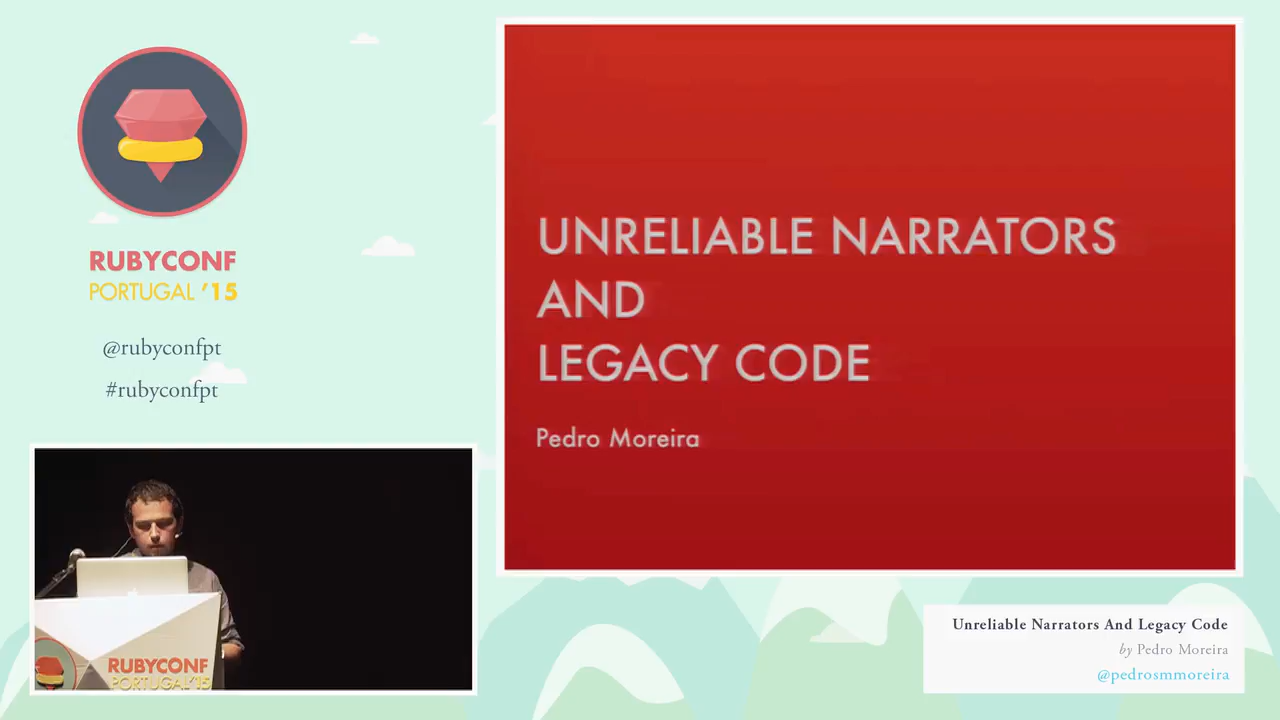 RUBYCONF
PORTUGAL '15
@rubyconfpt
#rubyconfpt
UNRELIABLE NARRATORS
AND
LEGACY CODE
Pedro Moreira
RUBYCONF
PORTUGAL'15
Unreliable Narrators And Legacy Code
by Pedro Moreira
@pedrosmmoreira